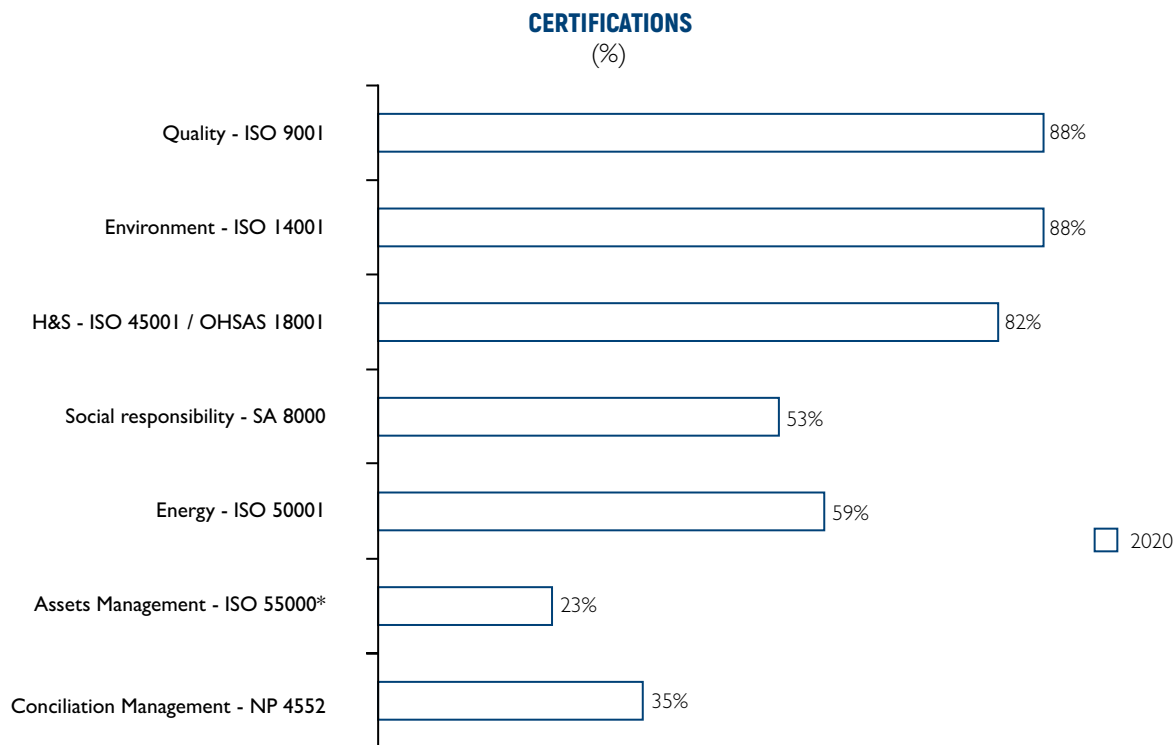 CERTIFICATIONS
(%)
Quality - ISO 9001
88%
Environment - ISO 14001
88%
H&S - ISO 45001 / OHSAS 18001
82%
Social responsibility - SA 8000
53%
Energy - ISO 50001
59%
2020
Assets Management - ISO 55000*
23%
Conciliation Management - NP 4552
35%